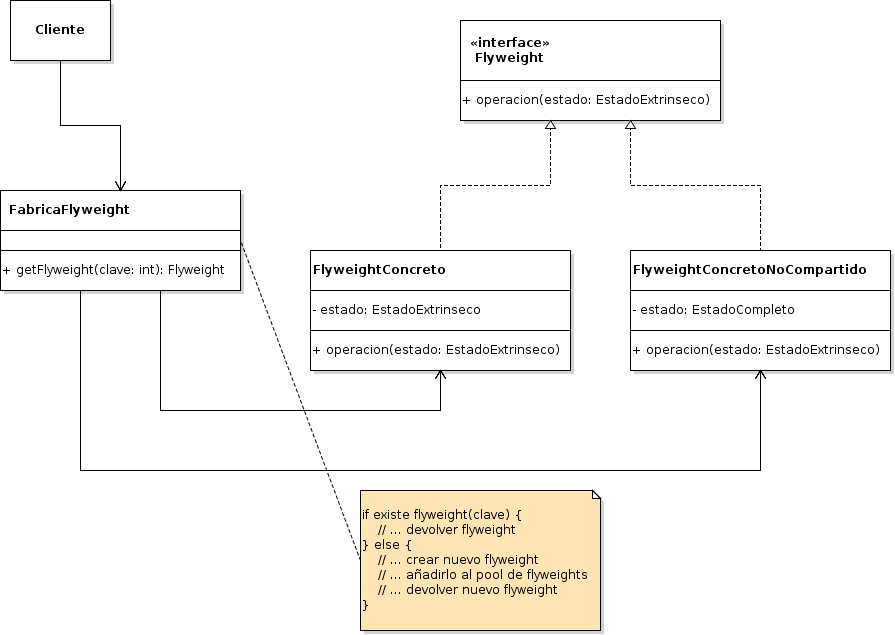 Cliente
«interface»
Flyweight
+ operacion(estado: EstadoExtrinseco)
FabricaFlyweight
+ getFlyweight(clave: int): Flyweight
FlyweightConcreto
- estado: EstadoExtrinseco
+ operacion(estado: EstadoExtrinseco)
FlyweightConcretoNoCompartido
- estado: EstadoCompleto
+ operacion(estado: EstadoExtrinseco)
if existe flyweight(clave) {
// ... devolver flyweight
} else {
// ... crear nuevo flyweight
// ... añadirlo al pool de flyweights
// ... devolver nuevo flyweight
}